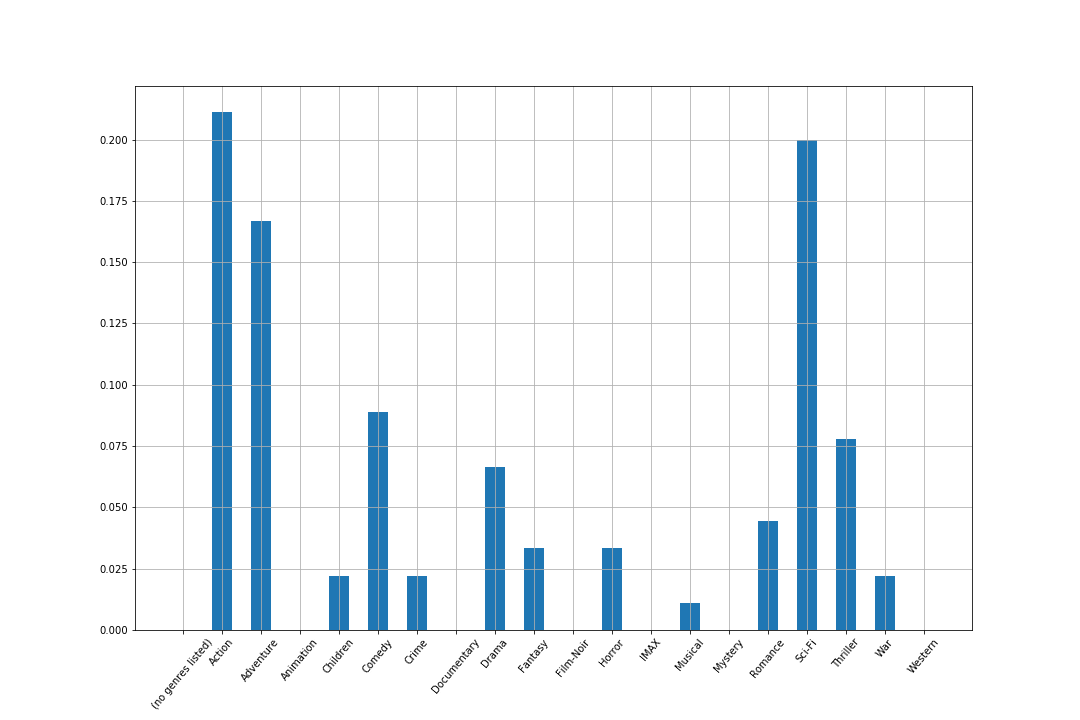 0.200
0.175
0.150
0.125
0.100
0.075
0.050
0.025
0.000
(no genres listed)
Action
Adventure
Animation
Children
Comedy
Crime
Documentary
Drama
Fantasy
Film-Noir
Horror
IMAX
Musical
Mystery
Romance
Sci-Fi
Thriller
War
Western